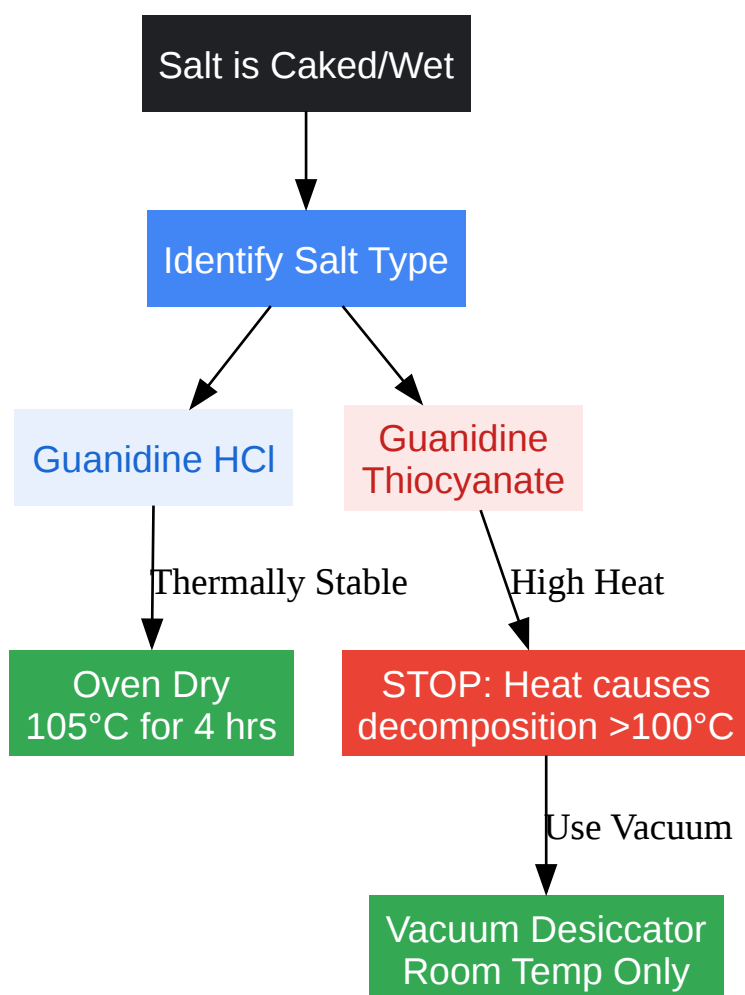 Salt is Caked/Wet
Identify Salt Type
Guanidine HCl
Guanidine
Thiocyanate
Thermally Stable
High Heat
Oven Dry
105°C for 4 hrs
STOP: Heat causes
decomposition >100°C
Use Vacuum
Vacuum Desiccator
Room Temp Only